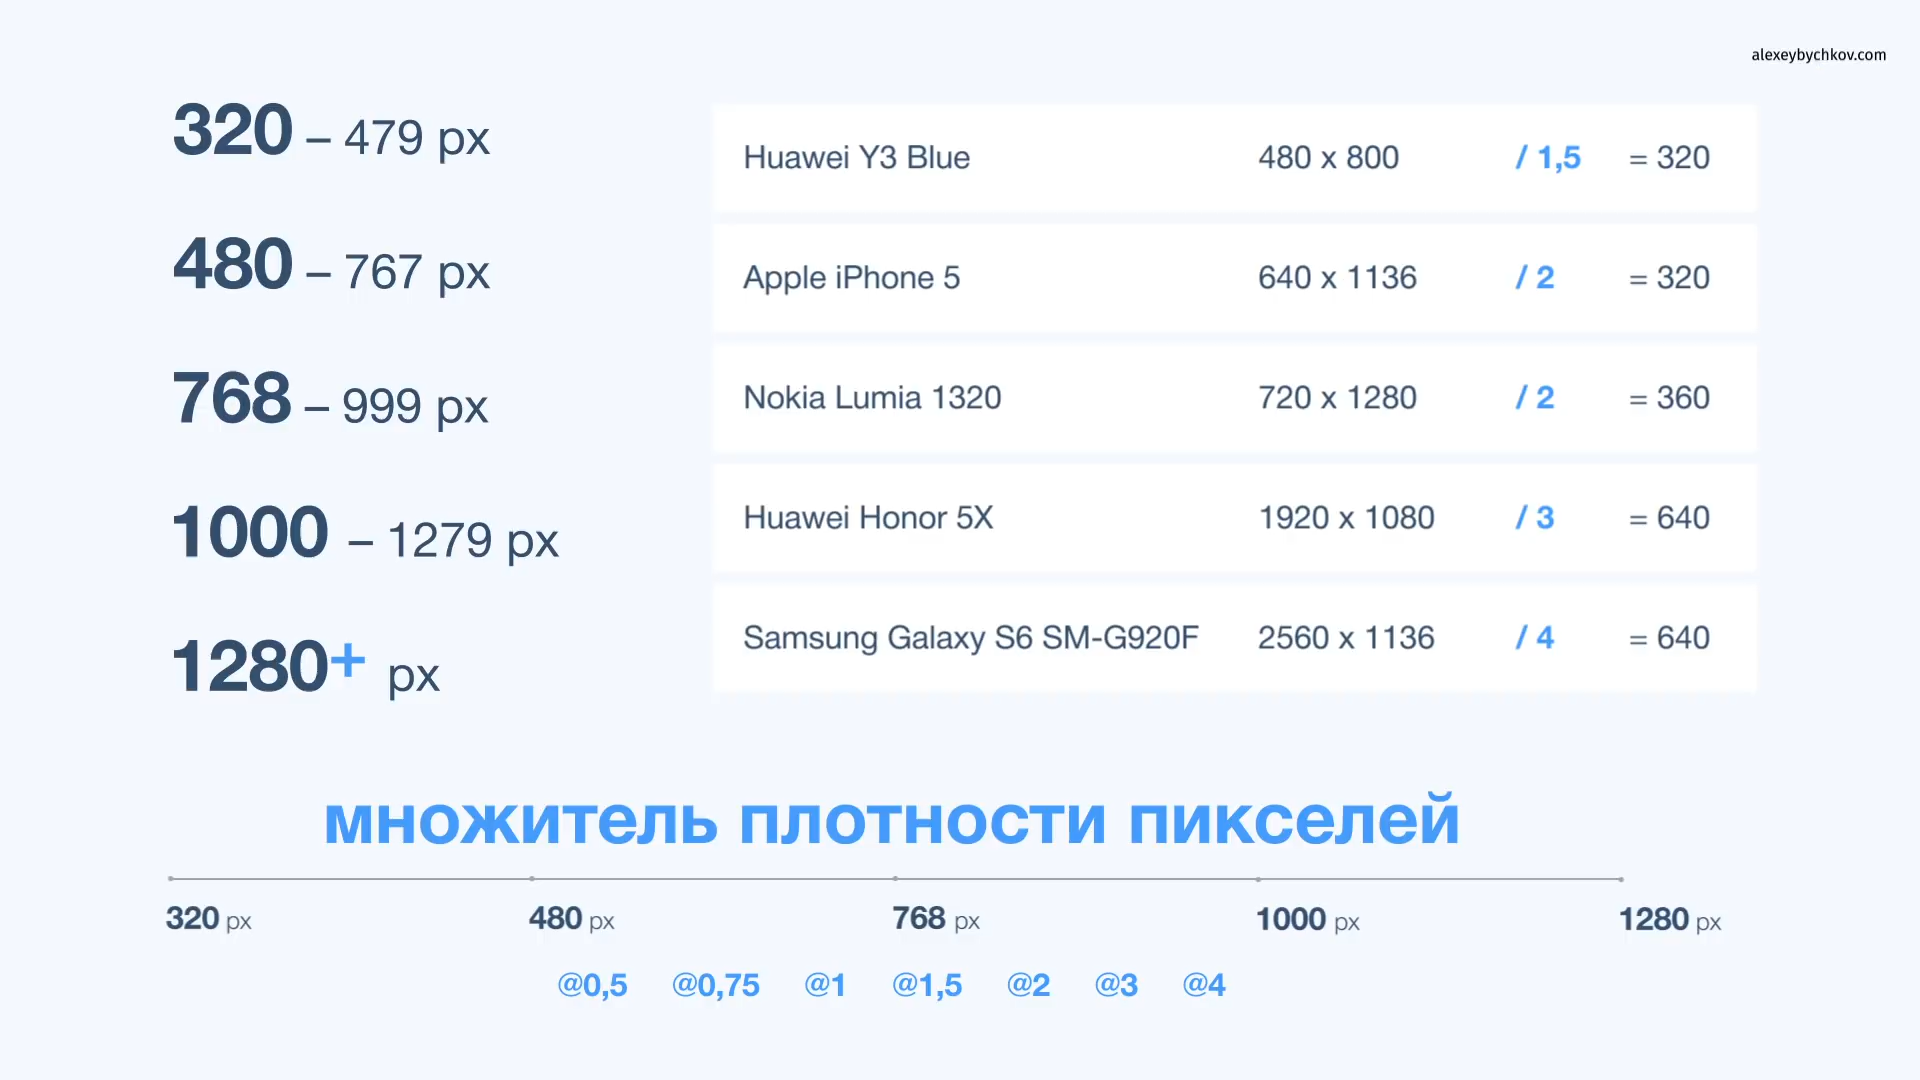 alexeybychkov.com
320 – 479 px
480 – 767 px
768 – 999 px
1000 – 1279 px
1280+ px
Huawei Y3 Blue 480 x 800 / 1,5 = 320
Apple iPhone 5 640 x 1136 / 2 = 320
Nokia Lumia 1320 720 x 1280 / 2 = 360
Huawei Honor 5X 1920 x 1080 / 3 = 640
Samsung Galaxy S6 SM-G920F 2560 x 1136 / 4 = 640
множитель плотности пикселей
320 px 480 px 768 px 1000 px 1280 px
@0,5 @0,75 @1 @1,5 @2 @3 @4